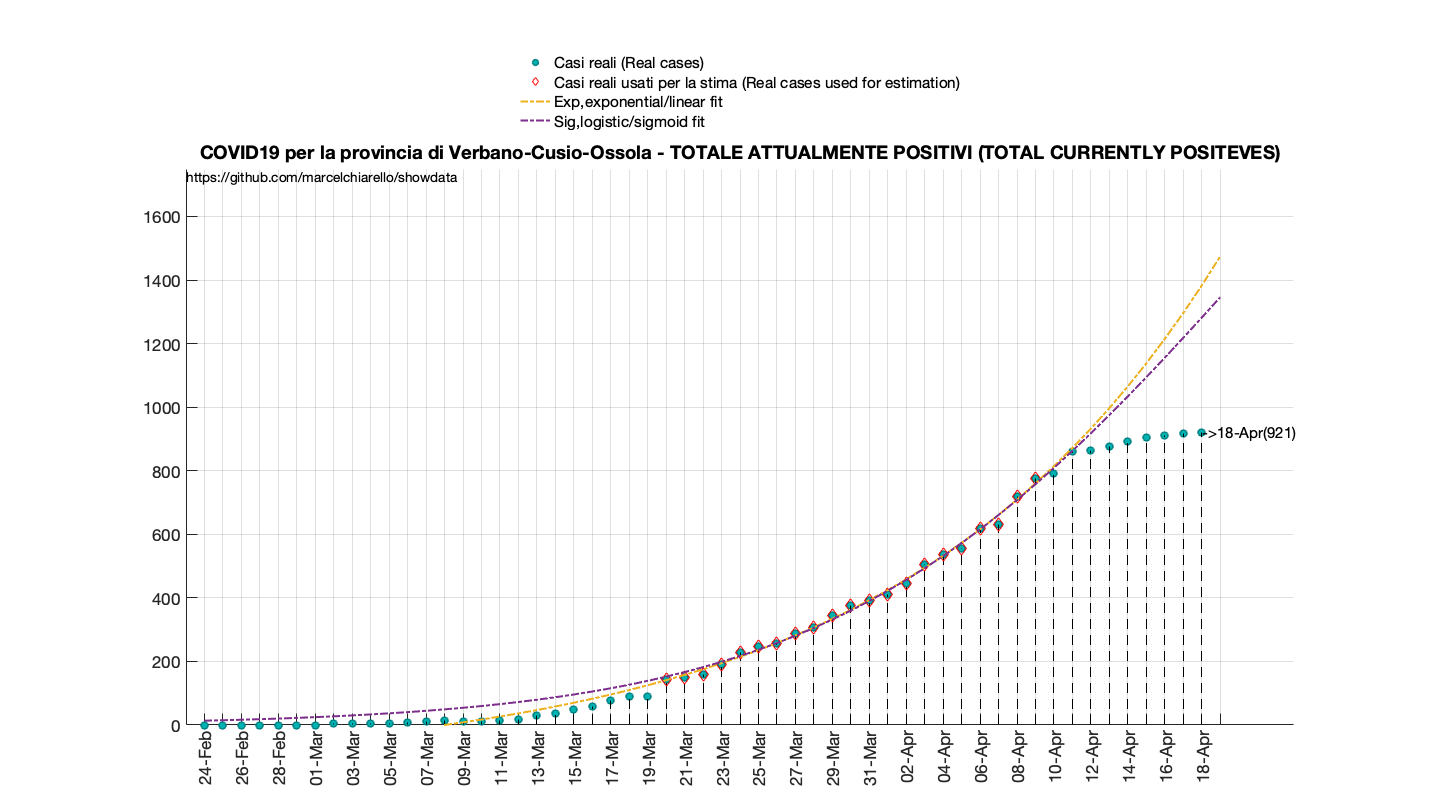 Casi reali (Real cases)
Casi reali usati per la stima (Real cases used for estimation)
Exp,exponential/linear fit
Sig,logistic/sigmoid fit
COVID19 per la provincia di Verbano-Cusio-Ossola - TOTALE ATTUALMENTE POSITIVI (TOTAL CURRENTLY POSITEVES)
https://github.com/marcelchiarello/showdata
1600
1400
1200
1000
800
600
400
200
0
->18-Apr(921)
24-Feb
26-Feb
28-Feb
01-Mar
03-Mar
05-Mar
07-Mar
09-Mar
11-Mar
13-Mar
15-Mar
17-Mar
19-Mar
21-Mar
23-Mar
25-Mar
27-Mar
29-Mar
31-Mar
02-Apr
04-Apr
06-Apr
08-Apr
10-Apr
12-Apr
14-Apr
16-Apr
18-Apr